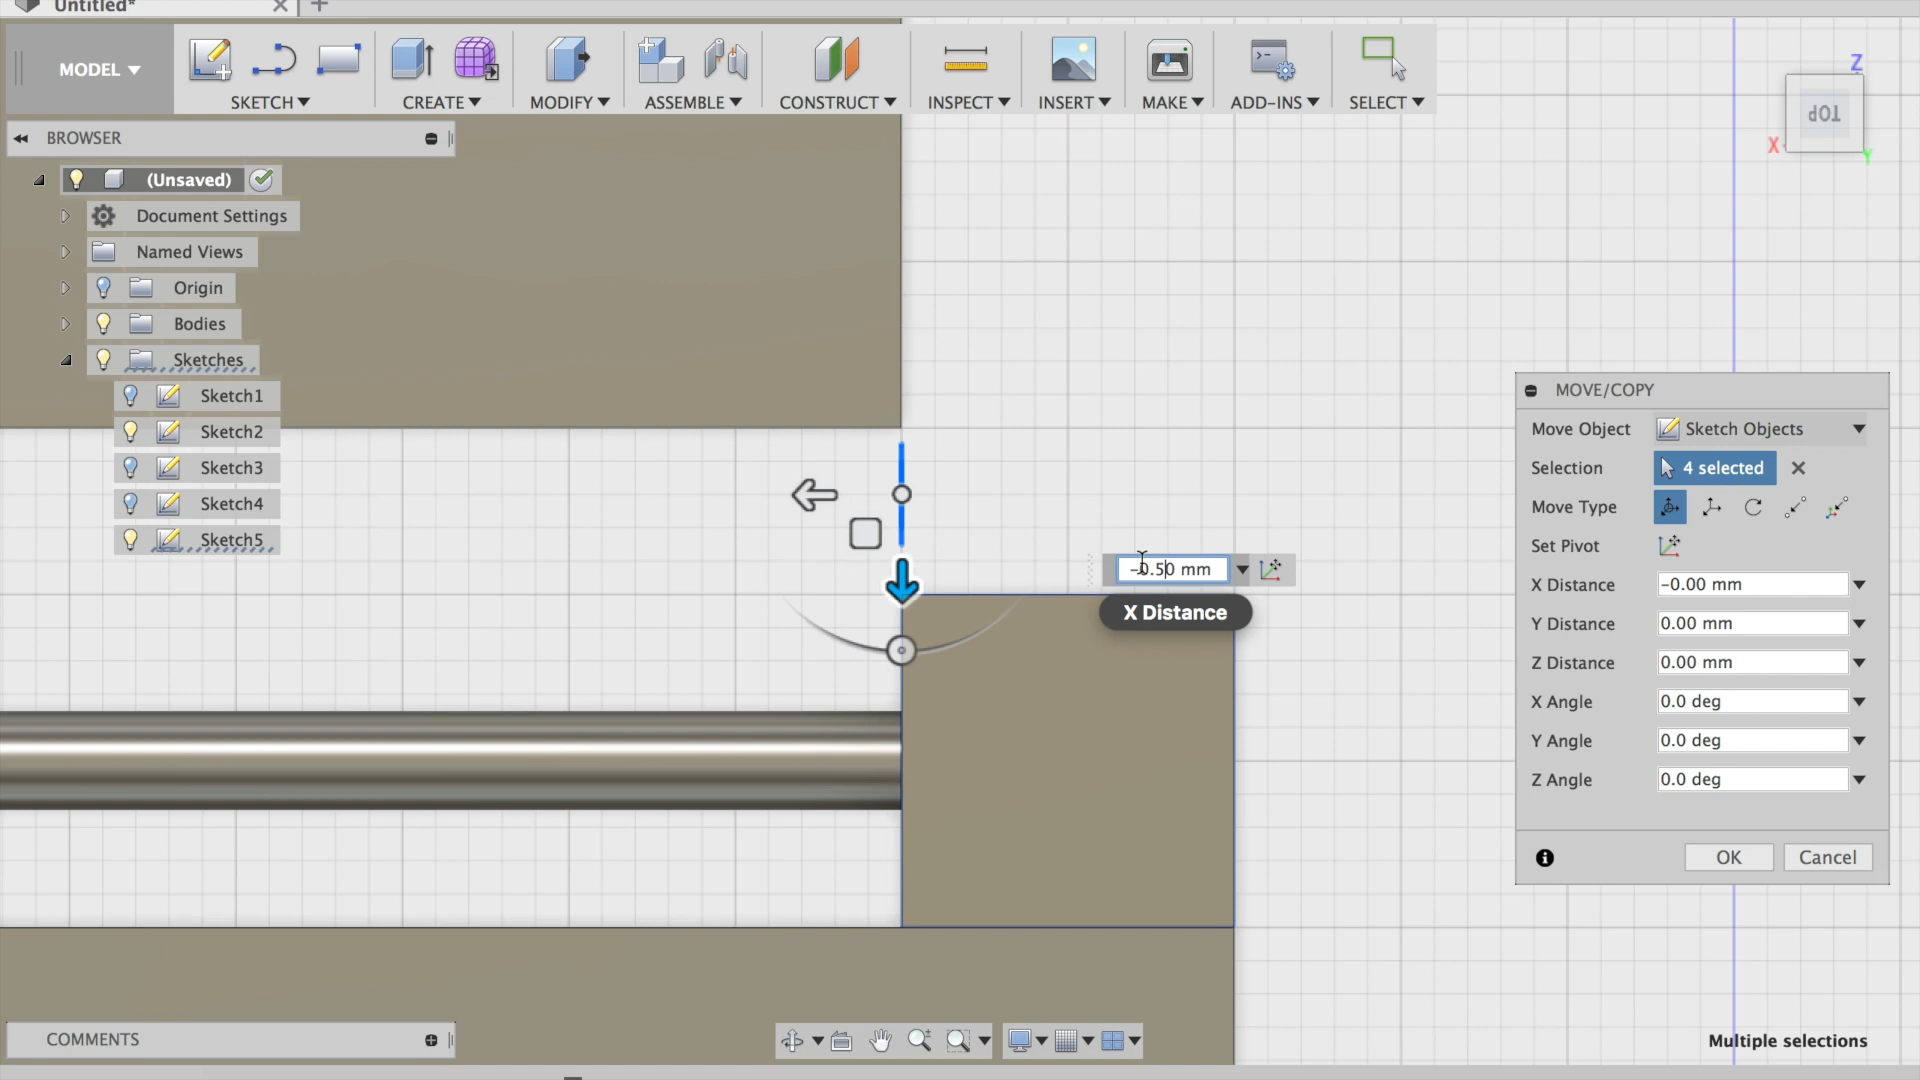 Untitled*
MODEL
SKETCH
CREATE
MODIFY
ASSEMBLE
CONSTRUCT
INSPECT
INSERT
MAKE
ADD-INS
SELECT
Z
TOP
X
Y
BROWSER
(Unsaved)
Document Settings
Named Views
Origin
Bodies
Sketches
Sketch1
Sketch2
Sketch3
Sketch4
Sketch5
-0.50 mm
X Distance
MOVE/COPY
Move Object Sketch Objects
Selection 4 selected
Move Type
Set Pivot
X Distance -0.00 mm
Y Distance 0.00 mm
Z Distance 0.00 mm
X Angle 0.0 deg
Y Angle 0.0 deg
Z Angle 0.0 deg
OK Cancel
COMMENTS
Multiple selections